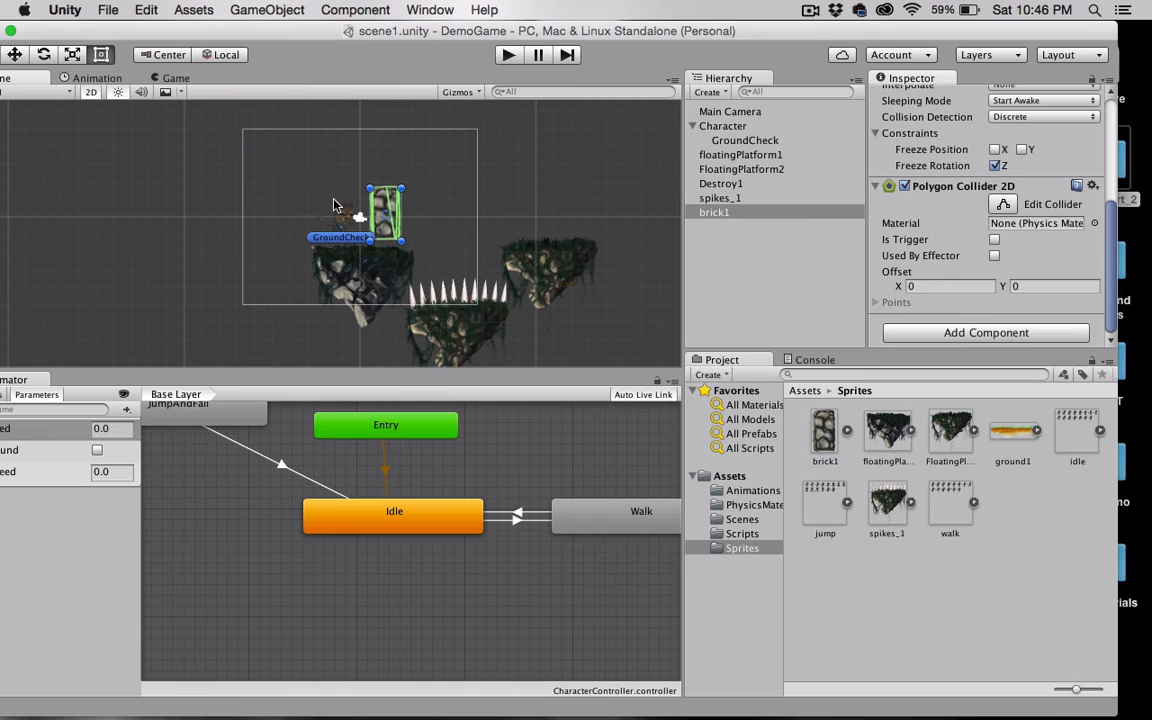 Unity File Edit Assets GameObject Component Window Help 59% Sat 10:46 PM
scene1.unity - DemoGame - PC, Mac & Linux Standalone (Personal)
Center Local Account Layers Layout
Animation Game Hierarchy Inspector
2D Gizmos All Create All
Sleeping Mode Start Awake
Collision Detection Discrete
Constraints
Freeze Position X Y
Freeze Rotation Z
Polygon Collider 2D
Edit Collider
Material None (Physics Mate
Is Trigger
Used By Effector
Offset
X 0 Y 0
Points
Add Component
Main Camera
Character
GroundCheck
floatingPlatform1
FloatingPlatform2
Destroy1
spikes_1
brick1
GroundCheck
Project Console
Create
Favorites
All Materials
All Models
All Prefabs
All Scripts
Assets
Animations
PhysicsMate
Scenes
Scripts
Sprites
Assets Sprites
brick1 floatingPla... FloatingPl... ground1 idle
jump spikes_1 walk
Parameters Base Layer Auto Live Link
JumpAndFall
Entry
Idle
Walk
0.0
0.0
CharacterController.controller